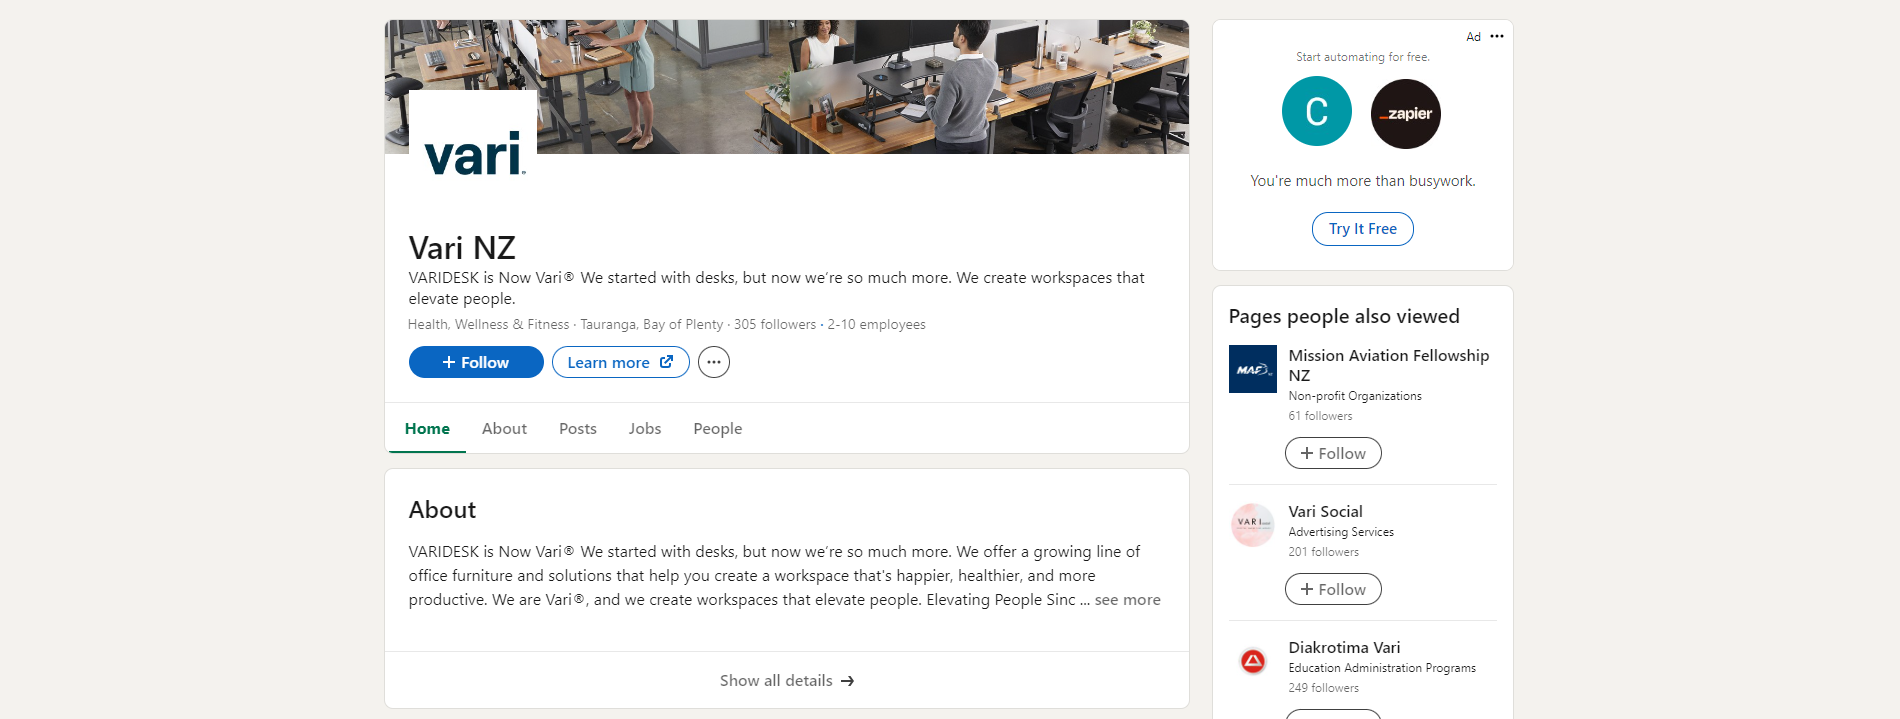 vari
Vari NZ
VARIDESK is Now Vari® We started with desks, but now we’re so much more. We create workspaces that
elevate people.
Health, Wellness & Fitness · Tauranga, Bay of Plenty · 305 followers · 2-10 employees
+ Follow
Learn more
Home
About
Posts
Jobs
People
About
VARIDESK is Now Vari® We started with desks, but now we’re so much more. We offer a growing line of
office furniture and solutions that help you create a workspace that's happier, healthier, and more
productive. We are Vari®, and we create workspaces that elevate people. Elevating People Sinc ... see more
Show all details →
Ad
Start automating for free.
C
_zapier
You're much more than busywork.
Try It Free
Pages people also viewed
MAF
Mission Aviation Fellowship
NZ
Non-profit Organizations
61 followers
+ Follow
VARI
Vari Social
Advertising Services
201 followers
+ Follow
Diakrotima Vari
Education Administration Programs
249 followers